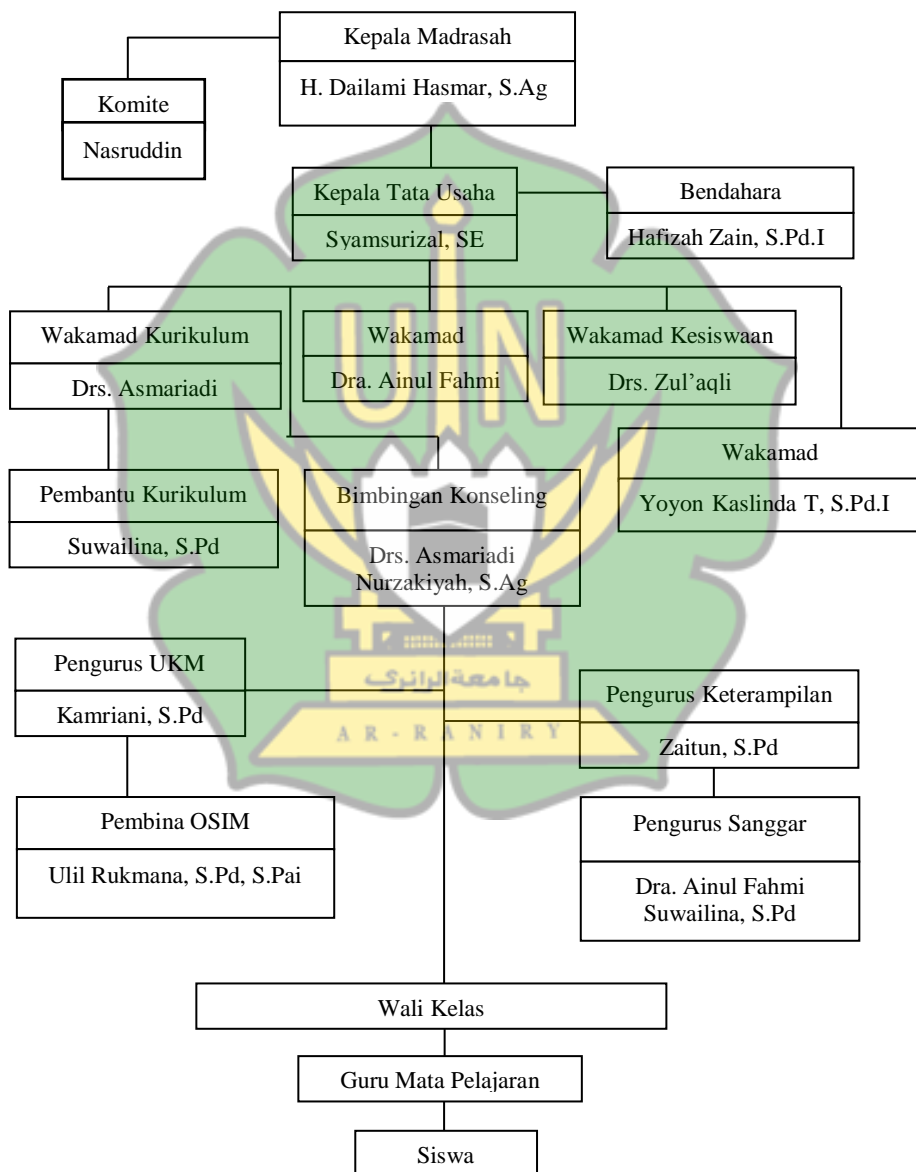 Kepala Madrasah
H. Dailami Hasmar, S.Ag
Komite
Nasruddin
Kepala Tata Usaha
Syamsurizal, SE
Bendahara
Hafizah Zain, S.Pd.I
Wakamad Kurikulum
Drs. Asmariadi
Wakamad
Dra. Ainul Fahmi
Wakamad Kesiswaan
Drs. Zul’aqli
Wakamad
Yoyon Kaslinda T, S.Pd.I
Pembantu Kurikulum
Suwailina, S.Pd
Bimbingan Konseling
Drs. Asmariadi
Nurzakiyah, S.Ag
Pengurus UKM
Kamriani, S.Pd
Pengurus Keterampilan
Zaitun, S.Pd
Pembina OSIM
Ulil Rukmana, S.Pd, S.Pai
Pengurus Sanggar
Dra. Ainul Fahmi
Suwailina, S.Pd
Wali Kelas
Guru Mata Pelajaran
Siswa
UIN
جامعة الرانري
AR-RANIRY